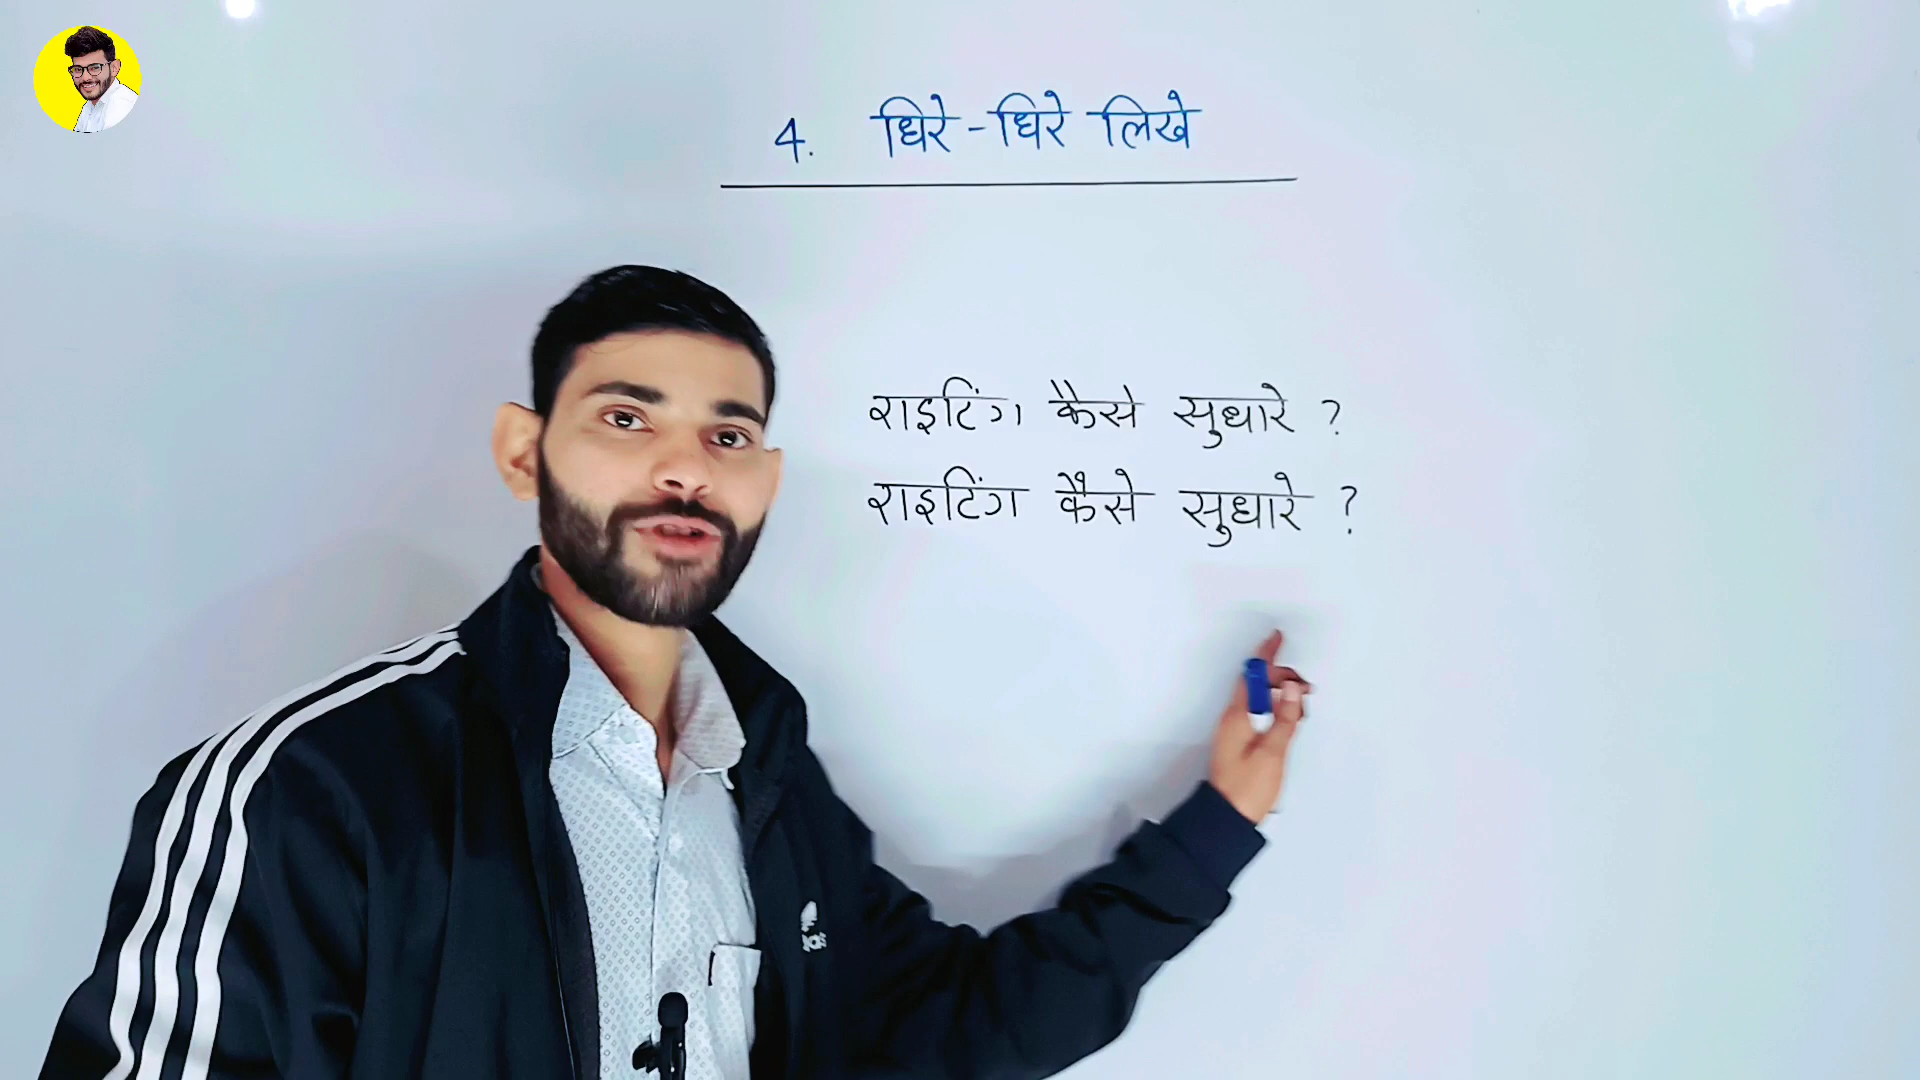 4. धिरे-धिरे लिखे
राइटिंग कैसे सुधारे ?
राइटिंग कैसे सुधारे ?